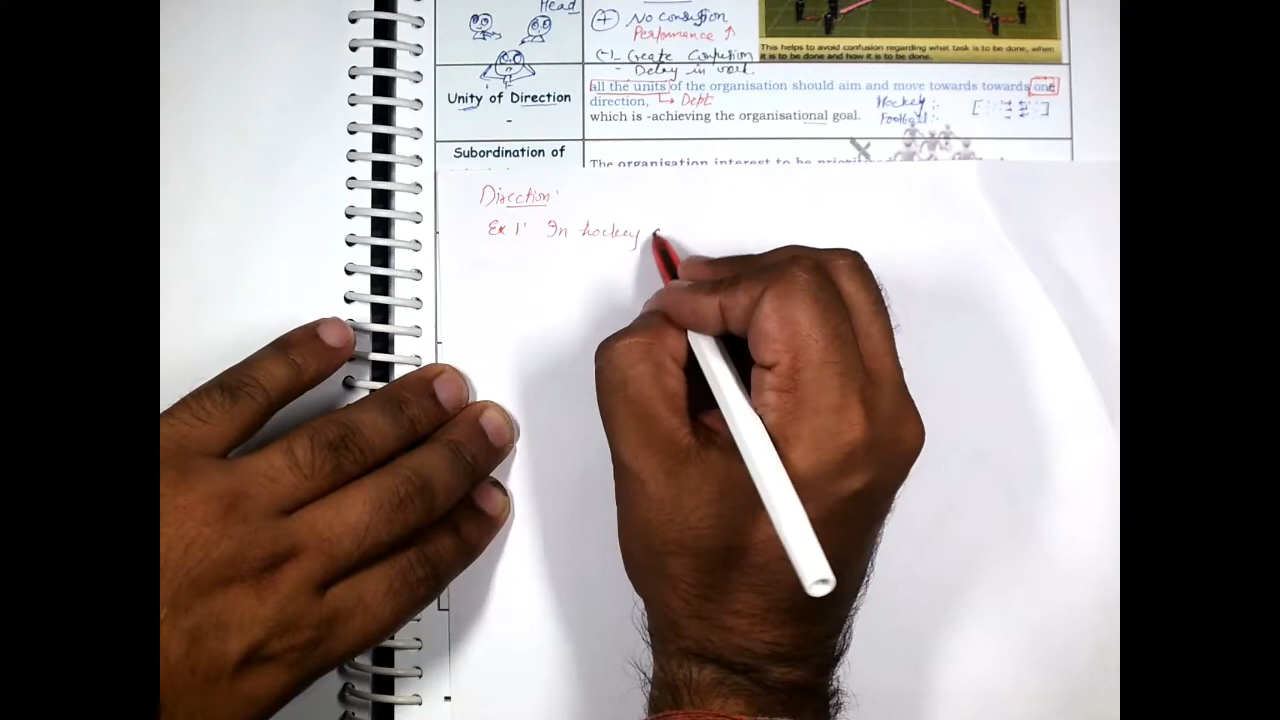 Head
+ No confusion
Performance ↑
(-) - Create Confusion
- Delay in work.
This helps to avoid confusion regarding what task is to be done, when
it is to be done and how it is to be done.
Unity of Direction
-
all the units of the organisation should aim and move towards towards one
direction, ↳ Dept
which is -achieving the organisational goal.
Hockey :
Football :
Subordination of
The organisation interest to be
Direction:
Ex 1: In hockey